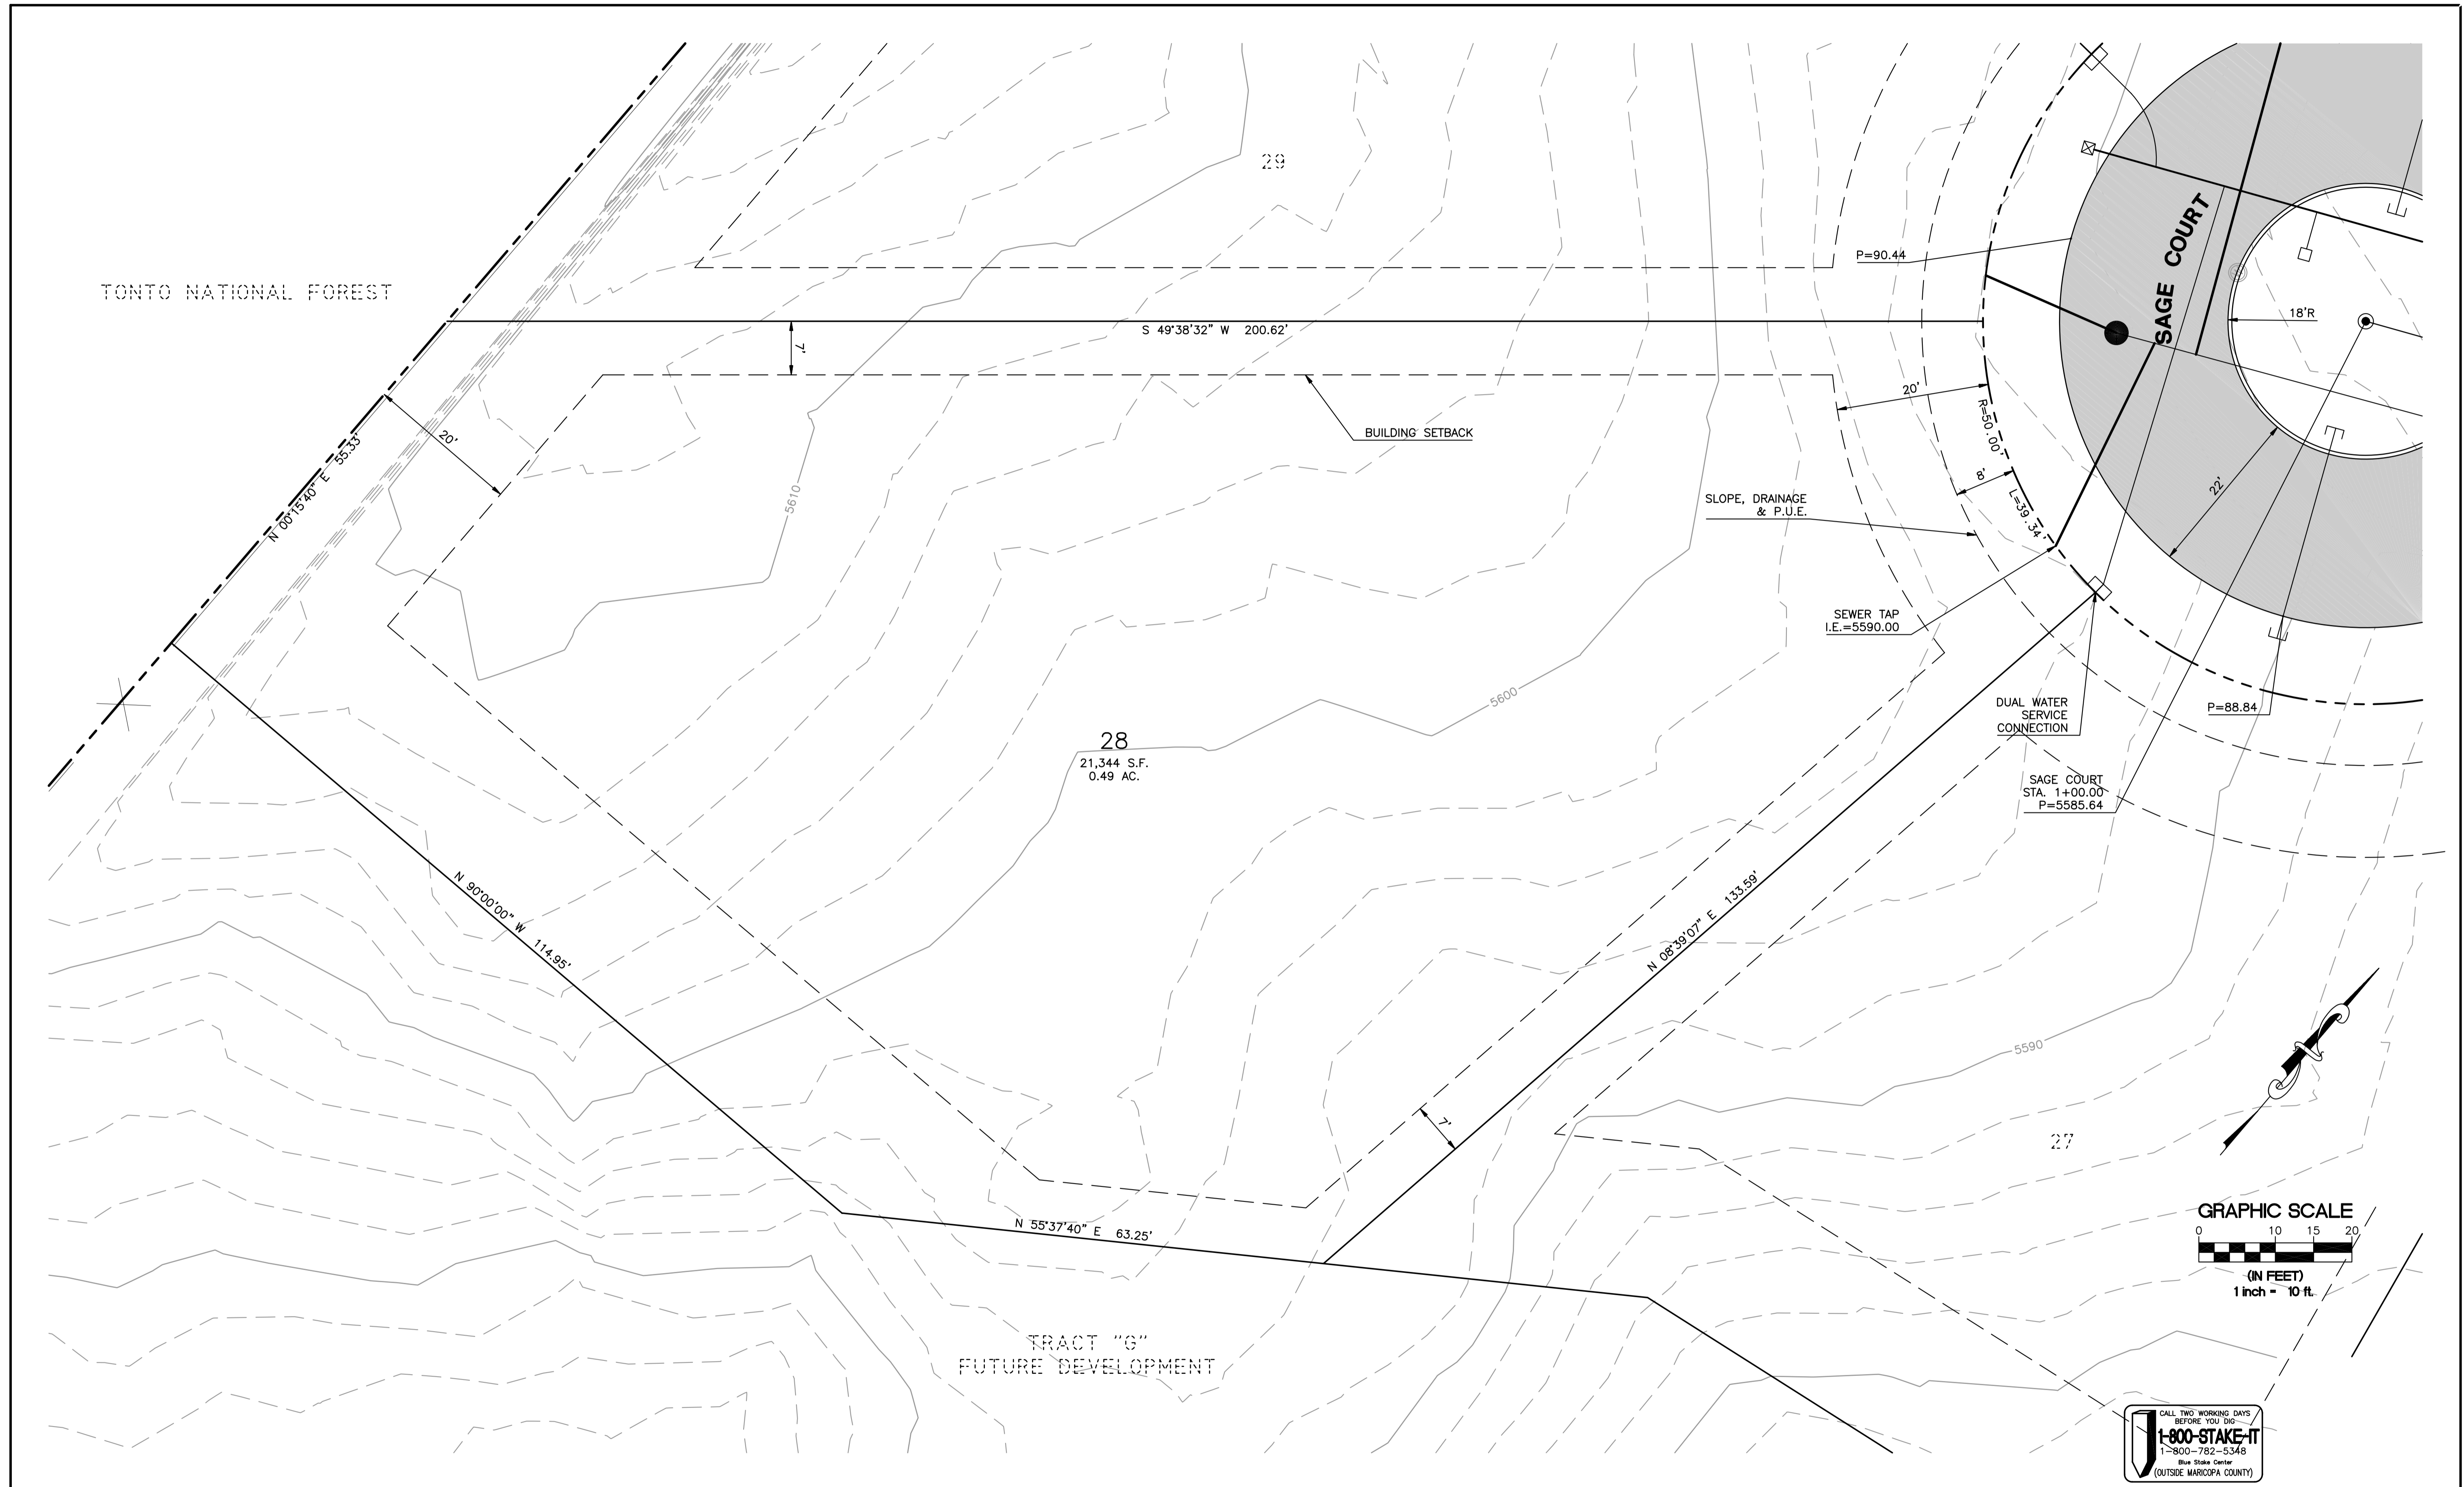 29
P=90.44
TONTO NATIONAL FOREST
SAGE COURT
18'R
S 49°38'32" W 200.62'
7'
20'
20'
R=50.00'
BUILDING SETBACK
N 00°15'40" E 55.33'
5610
8'
L=39.34'
22'
SLOPE, DRAINAGE
& P.U.E.
SEWER TAP
I.E.=5590.00
5600
DUAL WATER
SERVICE
CONNECTION
P=88.84
28
21,344 S.F.
0.49 AC.
SAGE COURT
STA. 1+00.00
P=5585.64
N 90°00'00" W 114.95'
N 08°39'07" E 133.59'
5590
7'
27
N 55°37'40" E 63.25'
GRAPHIC SCALE
0 10 15 20
(IN FEET)
1 inch = 10 ft.
TRACT "G"
FUTURE DEVELOPMENT
CALL TWO WORKING DAYS
BEFORE YOU DIG
1-800-STAKE-IT
1-800-782-5348
Blue Stake Center
(OUTSIDE MARICOPA COUNTY)